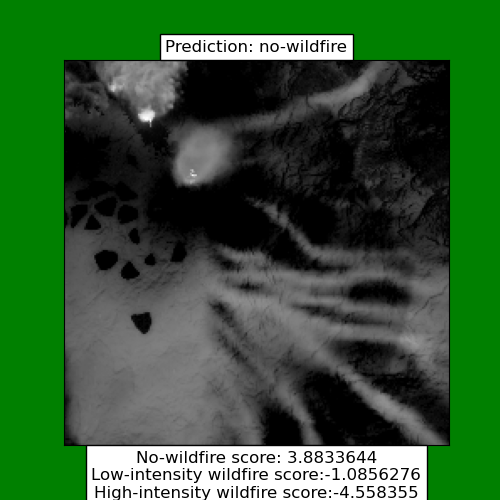 Prediction: no-wildfire
No-wildfire score: 3.8833644
Low-intensity wildfire score:-1.0856276
High-intensity wildfire score:-4.558355